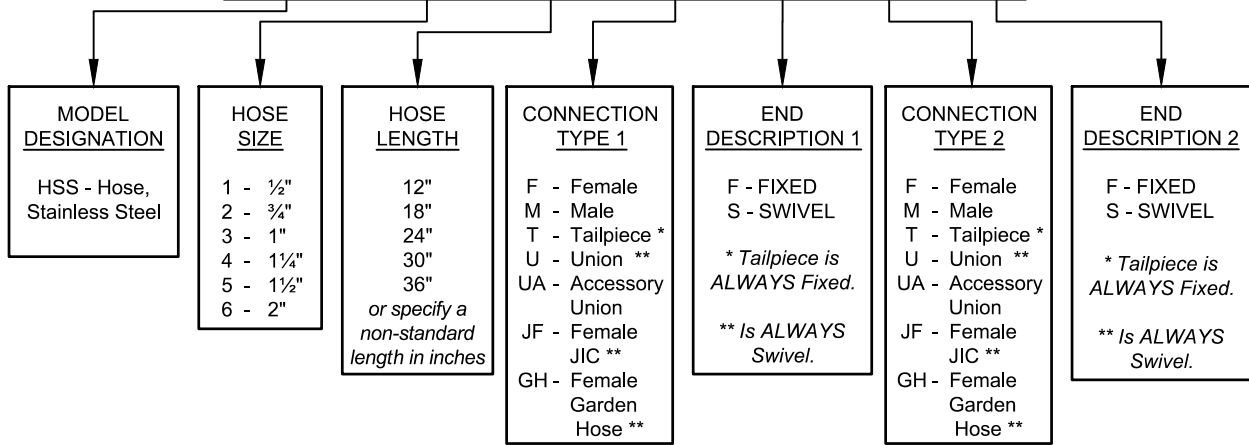 MODEL
DESIGNATION
HSS - Hose,
Stainless Steel
HOSE
SIZE
1 - ½"
2 - ¾"
3 - 1"
4 - 1¼"
5 - 1½"
6 - 2"
HOSE
LENGTH
12"
18"
24"
30"
36"
or specify a
non-standard
length in inches
CONNECTION
TYPE 1
F - Female
M - Male
T - Tailpiece *
U - Union **
UA - Accessory
Union
JF - Female
JIC **
GH - Female
Garden
Hose **
END
DESCRIPTION 1
F - FIXED
S - SWIVEL
* Tailpiece is
ALWAYS Fixed.
** Is ALWAYS
Swivel.
CONNECTION
TYPE 2
F - Female
M - Male
T - Tailpiece *
U - Union **
UA - Accessory
Union
JF - Female
JIC **
GH - Female
Garden
Hose **
END
DESCRIPTION 2
F - FIXED
S - SWIVEL
* Tailpiece is
ALWAYS Fixed.
** Is ALWAYS
Swivel.